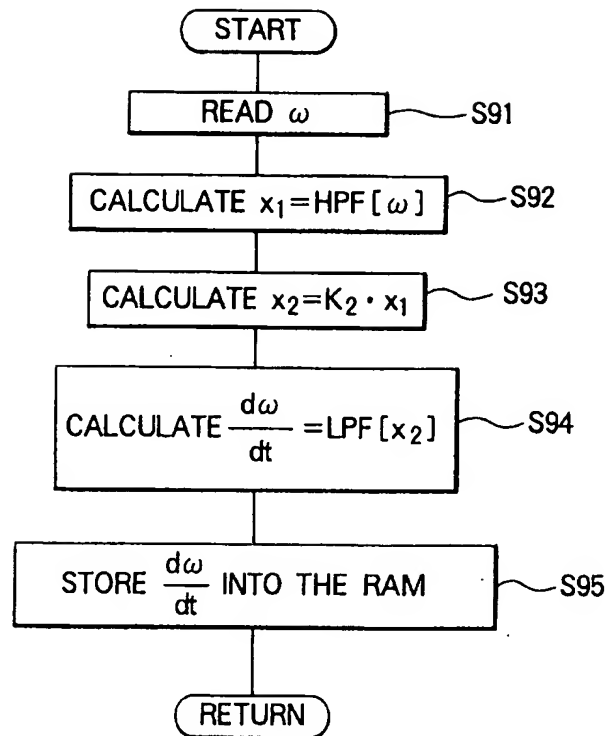 START
READ ω
S91
CALCULATE x₁=HPF[ω]
S92
CALCULATE x₂=K₂·x₁
S93
CALCULATE dω/dt =LPF[x₂]
S94
STORE dω/dt INTO THE RAM
S95
RETURN